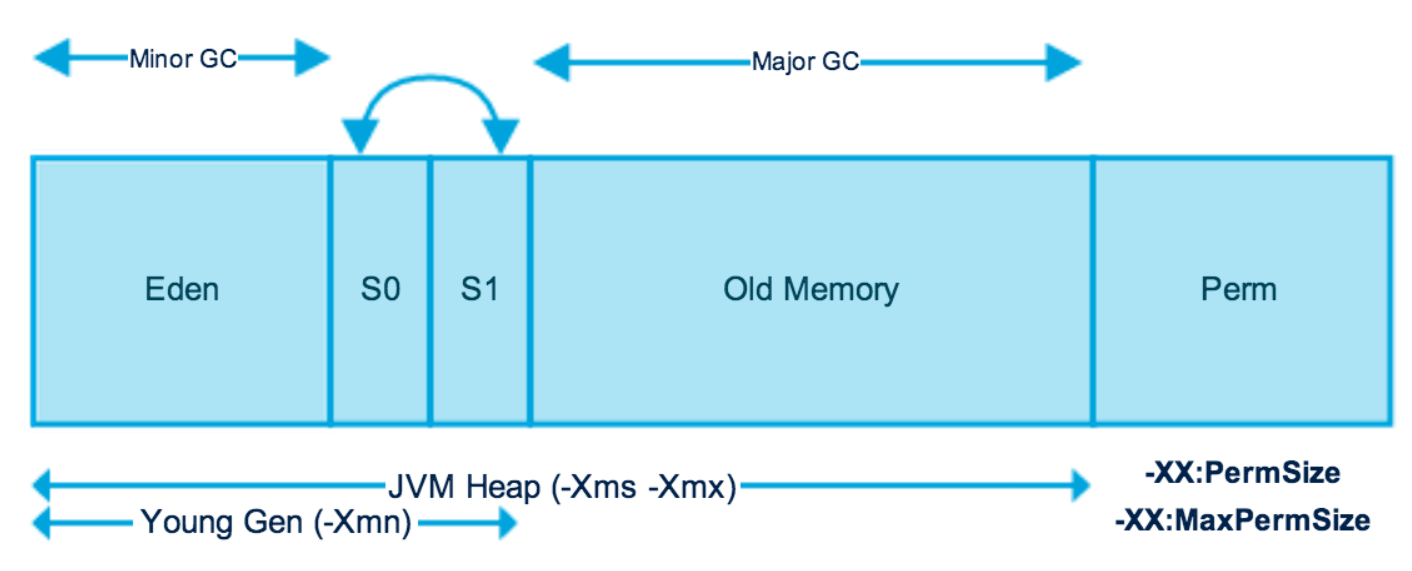 Minor GC
Major GC
Eden
S0
S1
Old Memory
Perm
JVM Heap (-Xms -Xmx)
-XX:PermSize
Young Gen (-Xmn)
-XX:MaxPermSize